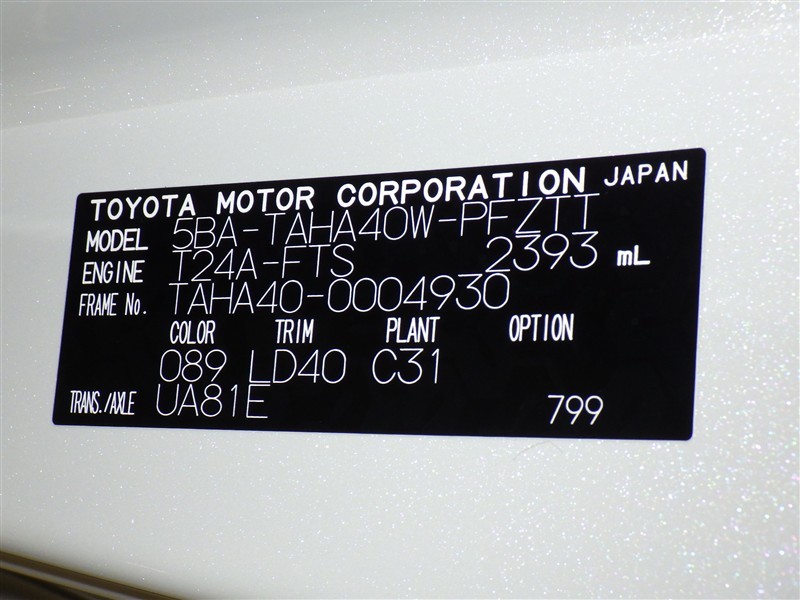 TOYOTA MOTOR CORPORATION JAPAN
MODEL 5BA-TAHA40W-PFZTT
ENGINE T24A-FTS 2393 mL
FRAME No. TAHA40-0004930
COLOR TRIM PLANT OPTION
089 LD40 C31
TRANS./AXLE UA81E 799